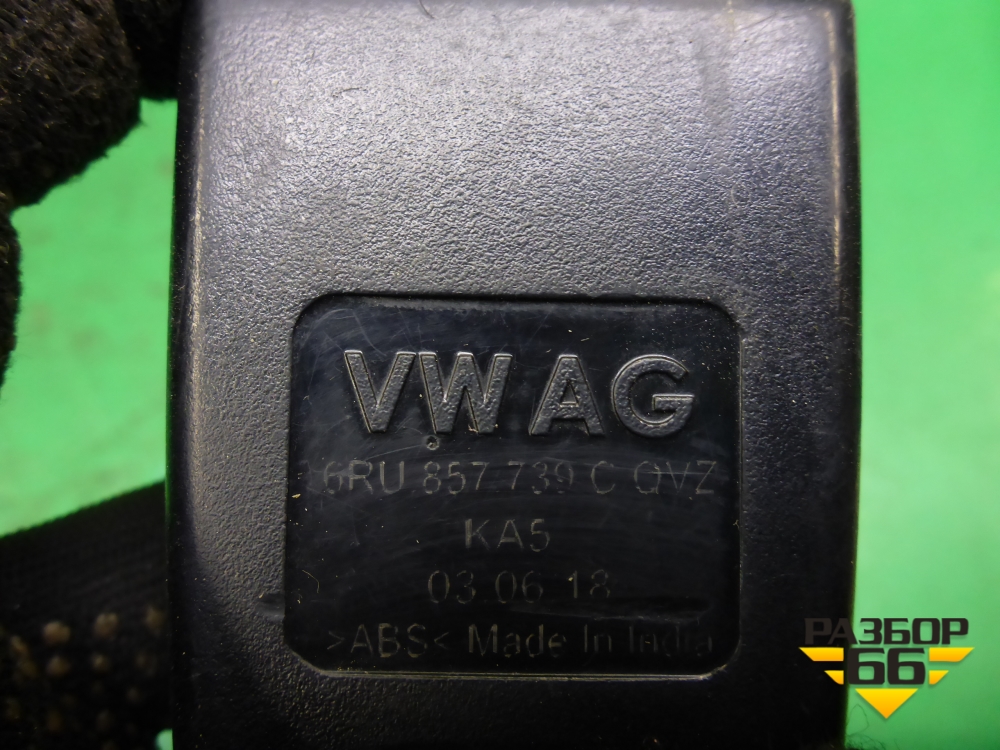 VW AG
6RU 857 739 C QVZ
KA5
03 06 18
>ABS< Made In India
РАЗБОР
66